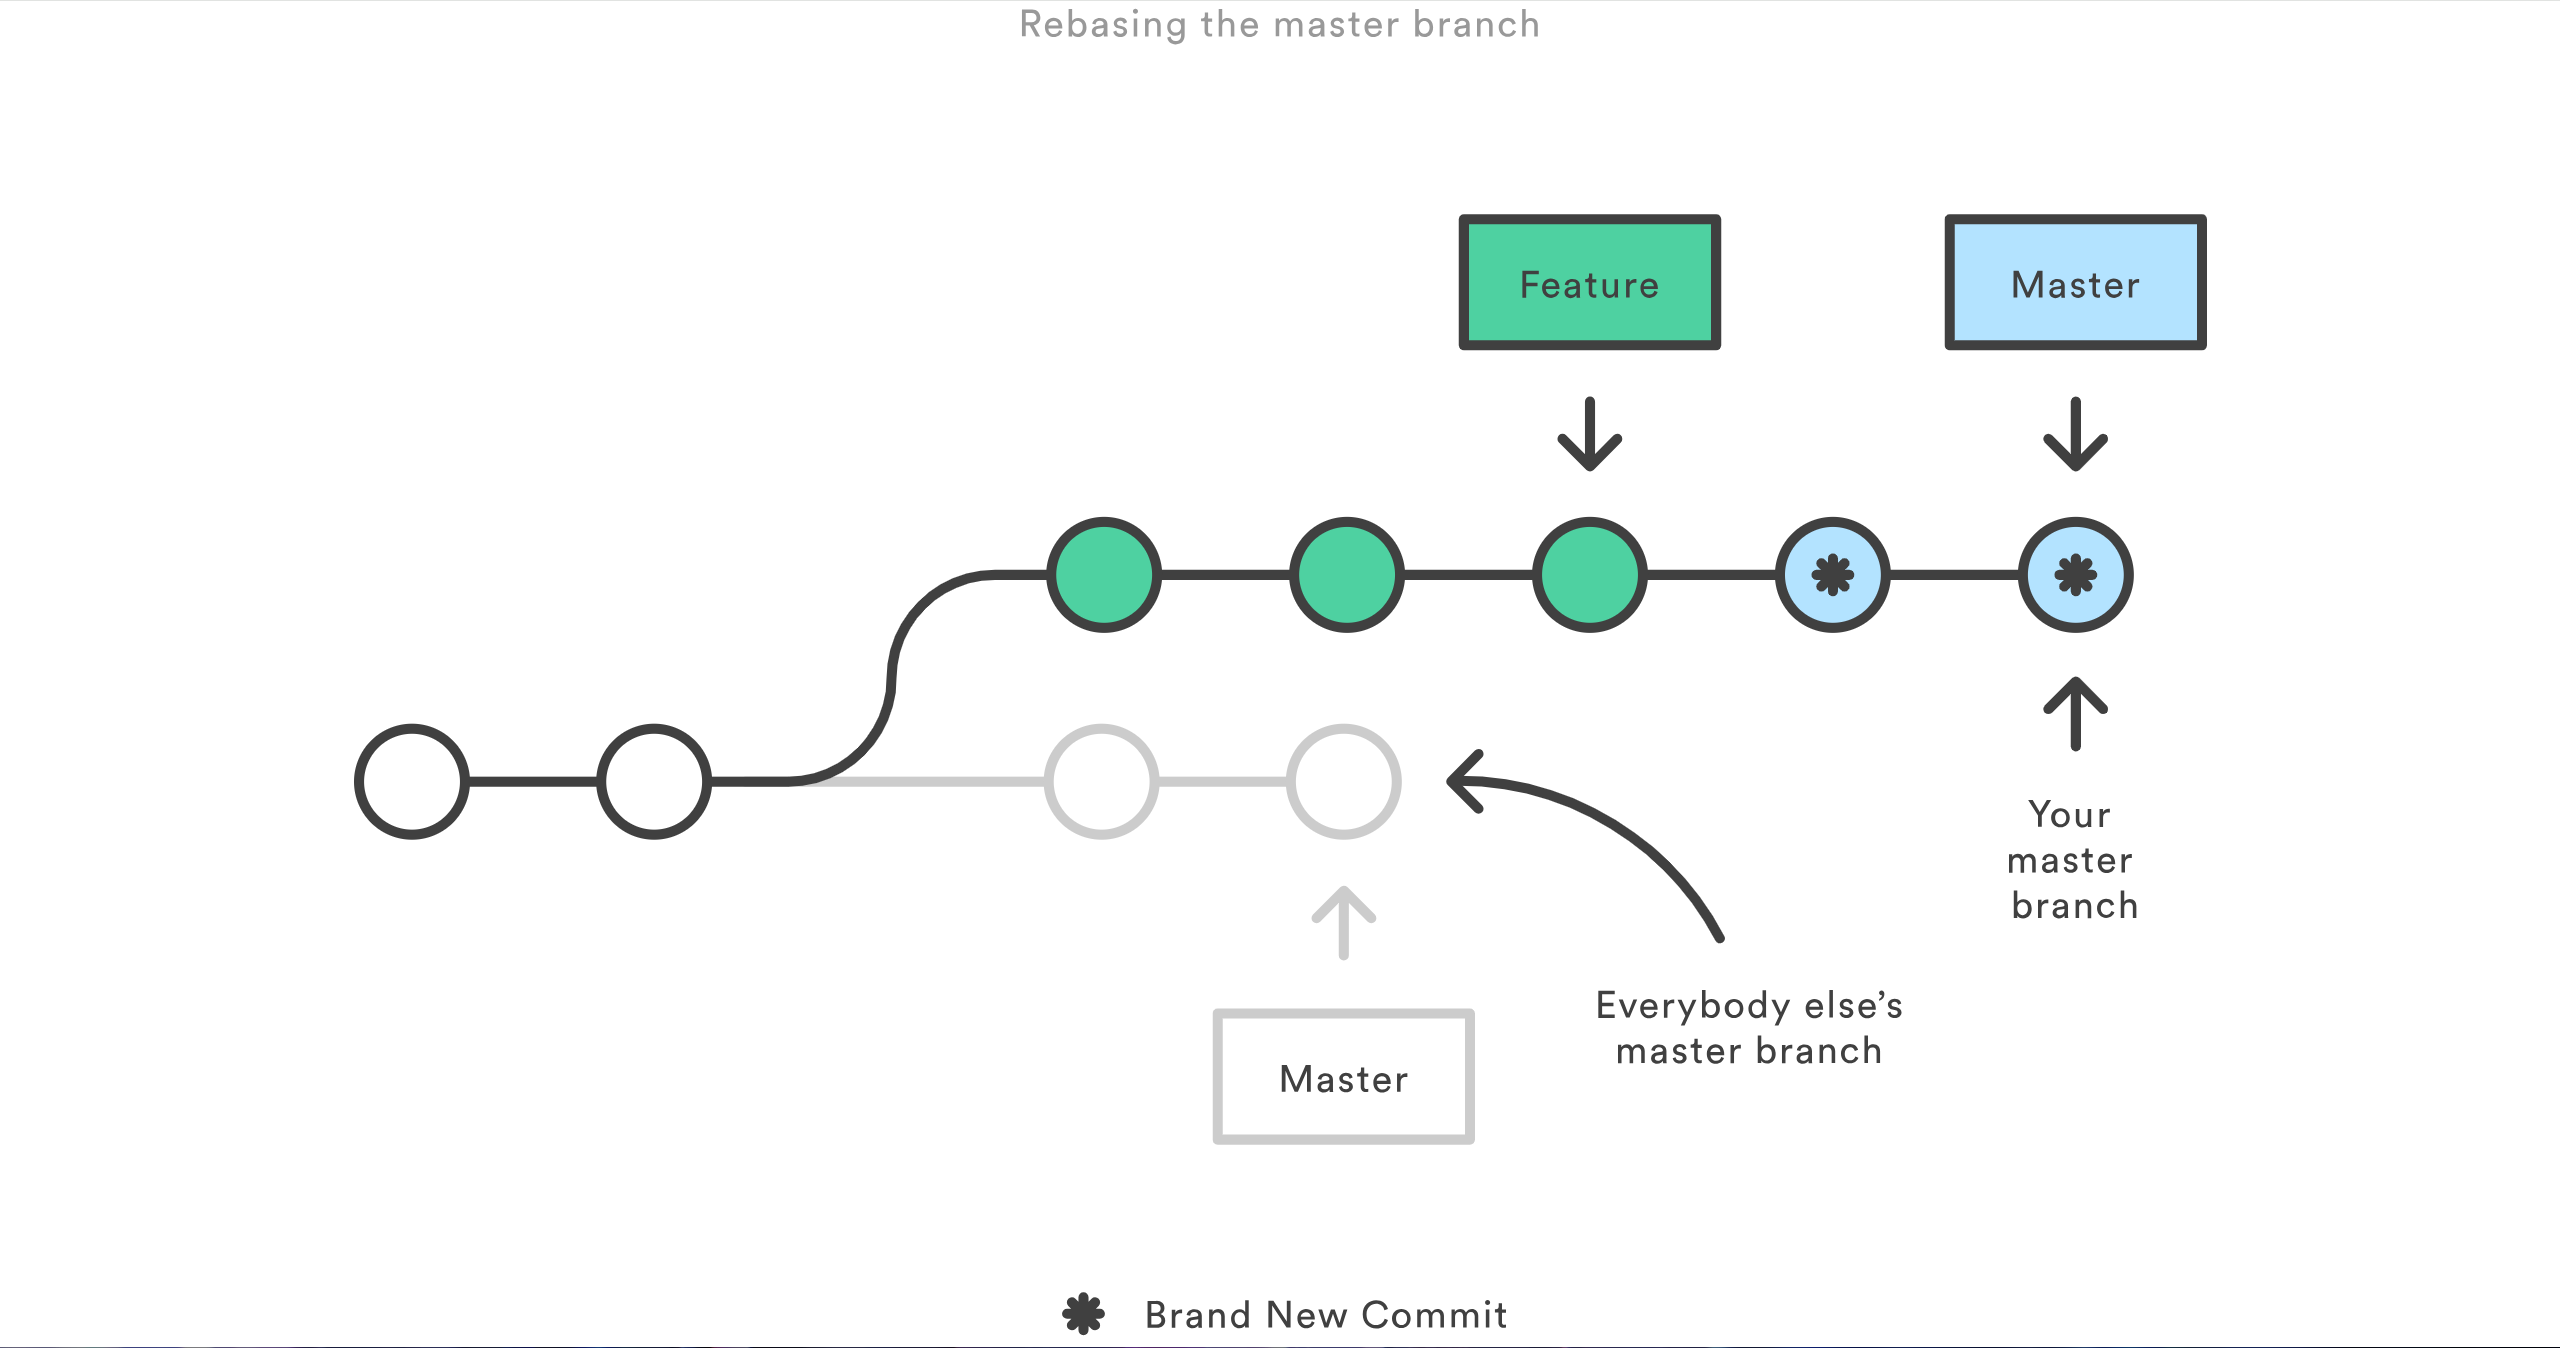 Rebasing the master branch
Feature
Master
Your
master
branch
Everybody else’s
master branch
Master
Brand New Commit